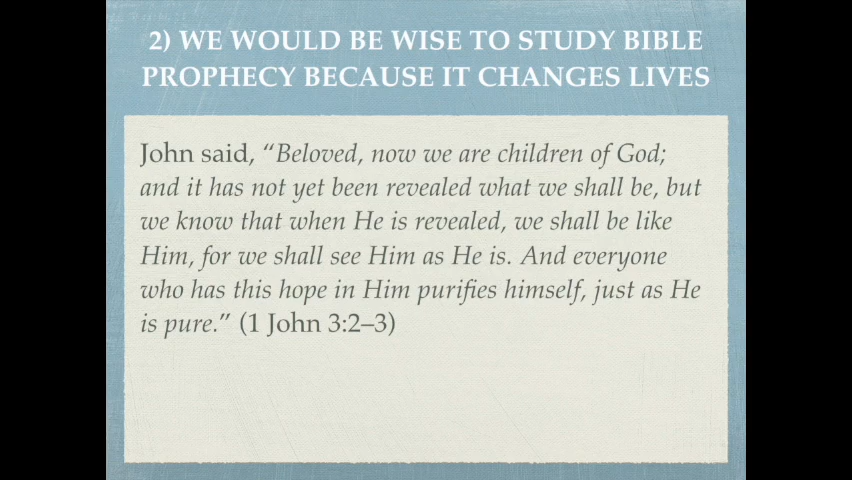 2) WE WOULD BE WISE TO STUDY BIBLE
PROPHECY BECAUSE IT CHANGES LIVES
John said, “Beloved, now we are children of God;
and it has not yet been revealed what we shall be, but
we know that when He is revealed, we shall be like
Him, for we shall see Him as He is. And everyone
who has this hope in Him purifies himself, just as He
is pure.” (1 John 3:2–3)